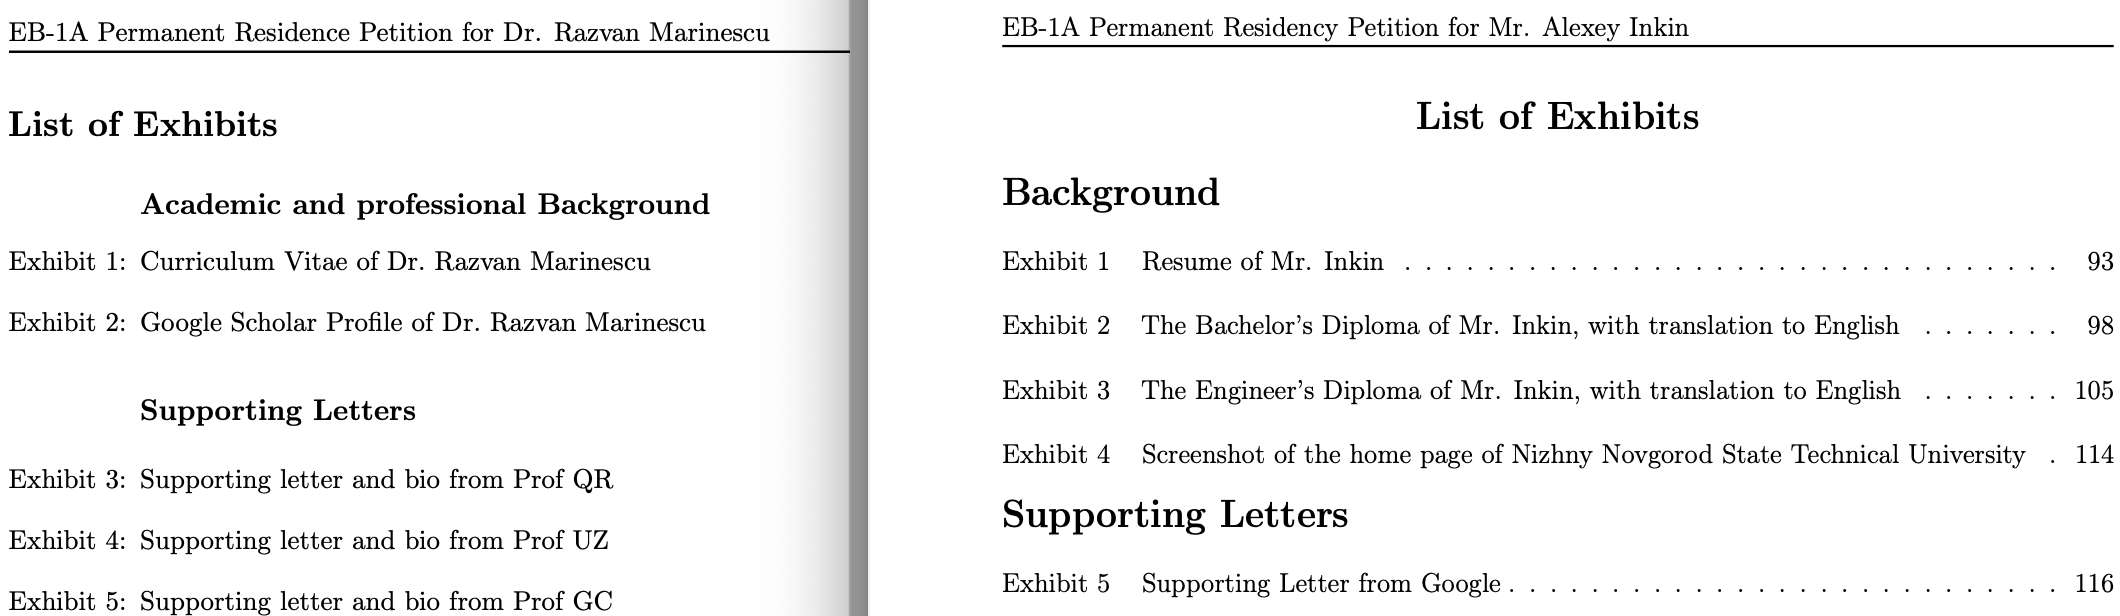 EB-1A Permanent Residence Petition for Dr. Razvan Marinescu
List of Exhibits
Academic and professional Background
Exhibit 1: Curriculum Vitae of Dr. Razvan Marinescu
Exhibit 2: Google Scholar Profile of Dr. Razvan Marinescu
Supporting Letters
Exhibit 3: Supporting letter and bio from Prof QR
Exhibit 4: Supporting letter and bio from Prof UZ
Exhibit 5: Supporting letter and bio from Prof GC
EB-1A Permanent Residency Petition for Mr. Alexey Inkin
List of Exhibits
Background
Exhibit 1 Resume of Mr. Inkin . . . . . . . . . . . . . . . . . . . . . . . . . . . . . . . . 93
Exhibit 2 The Bachelor's Diploma of Mr. Inkin, with translation to English . . . . . . . 98
Exhibit 3 The Engineer's Diploma of Mr. Inkin, with translation to English . . . . . . . 105
Exhibit 4 Screenshot of the home page of Nizhny Novgorod State Technical University . 114
Supporting Letters
Exhibit 5 Supporting Letter from Google . . . . . . . . . . . . . . . . . . . . . . . . . . . 116